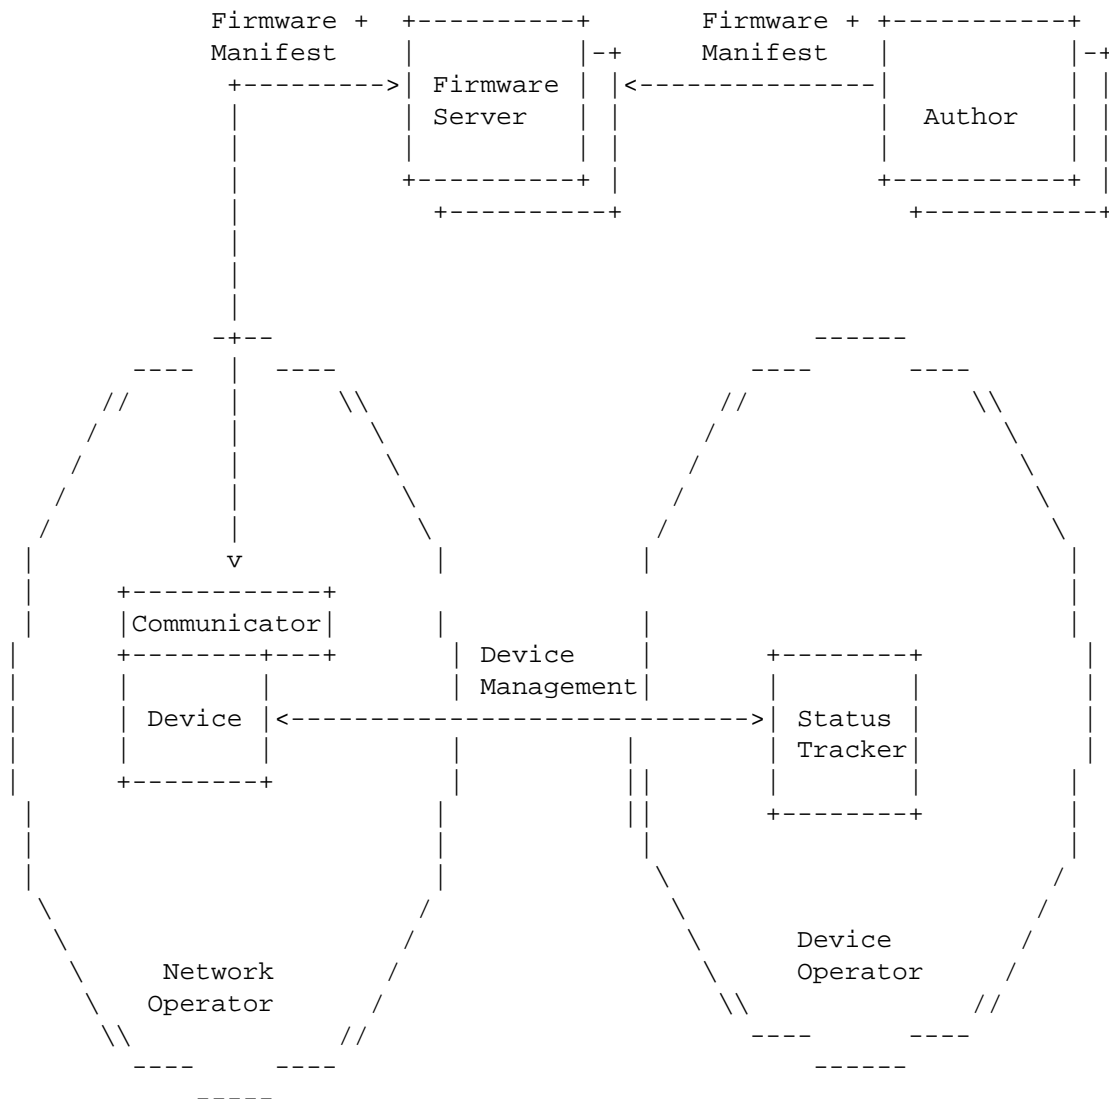 Firmware +
Manifest
Firmware +
Manifest
Firmware
Server
Author
Communicator
Device
Management
Device
Status
Tracker
Network
Operator
Device
Operator